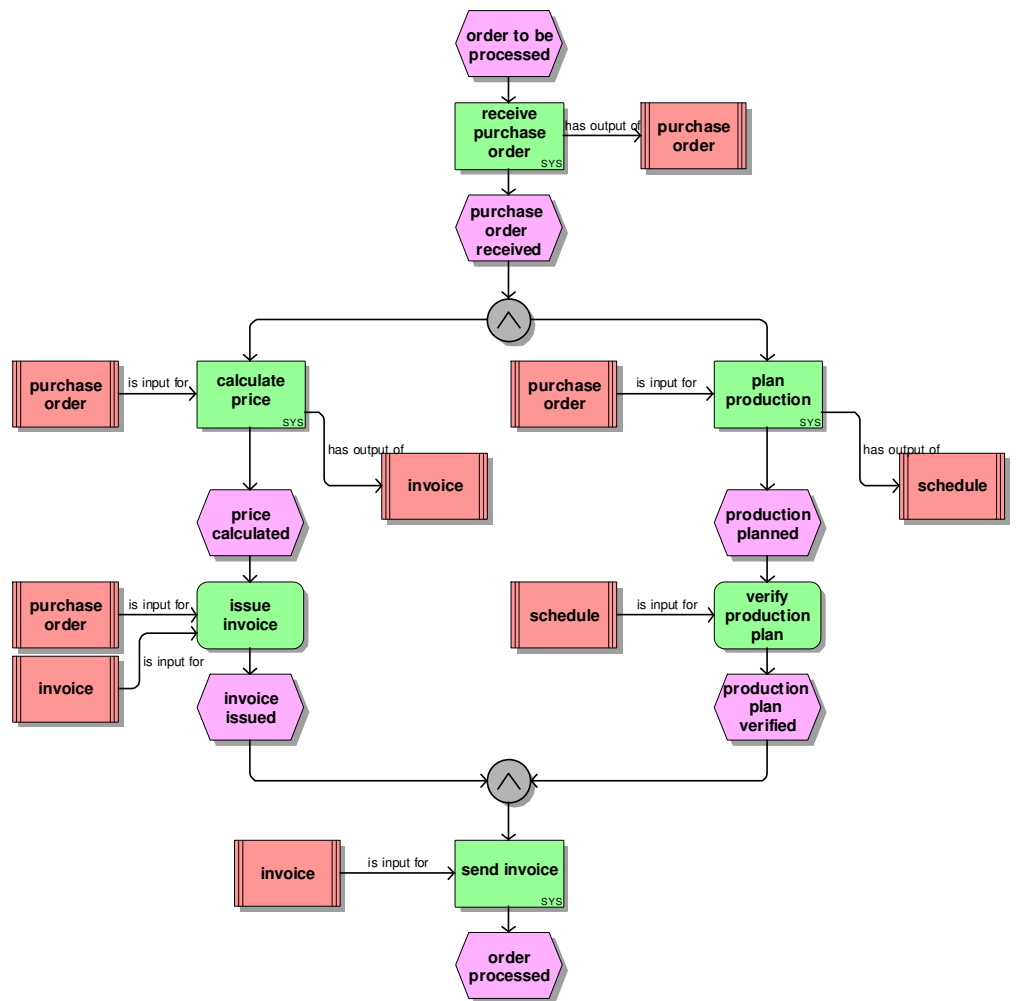 order to be
processed
receive
purchase
order
SYS
has output of
purchase
order
purchase
order
received
purchase
order
is input for
calculate
price
SYS
purchase
order
is input for
plan
production
SYS
has output of
invoice
has output of
schedule
price
calculated
production
planned
purchase
order
is input for
issue
invoice
schedule
is input for
verify
production
plan
invoice
is input for
invoice
issued
production
plan
verified
invoice
is input for
send invoice
SYS
order
processed